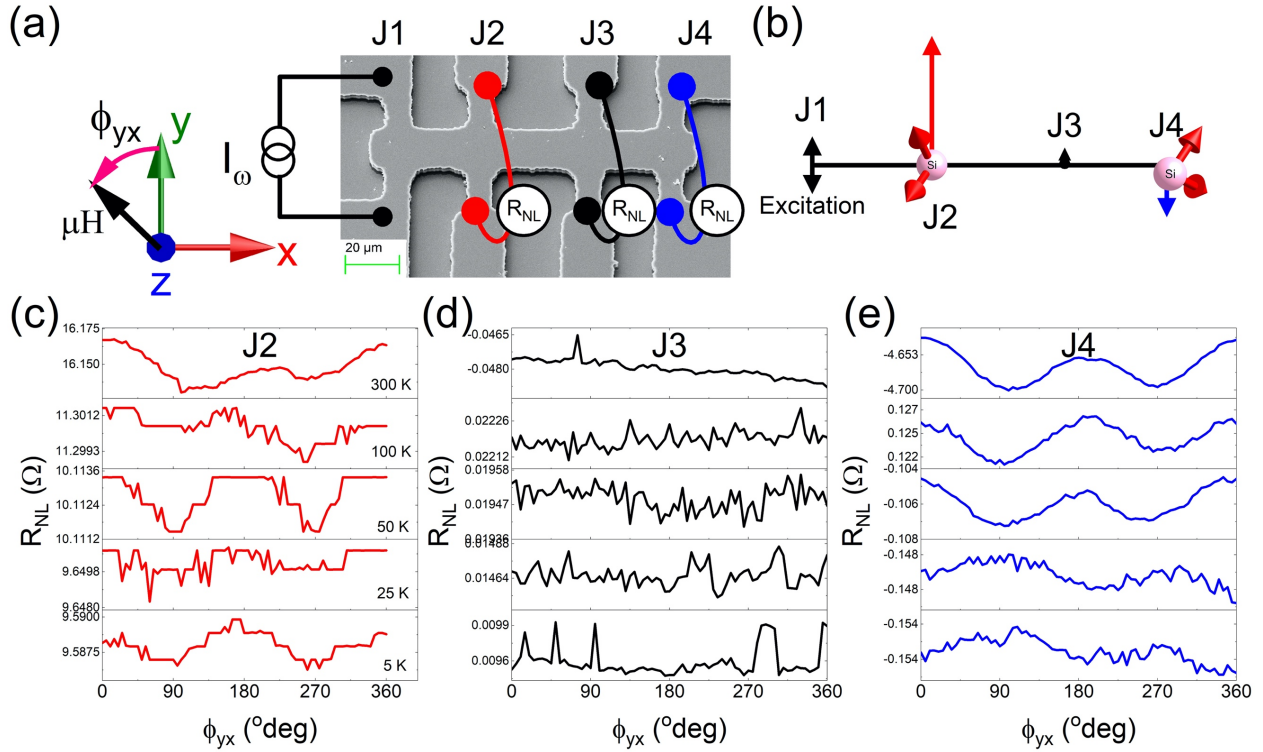 (a)
J1 J2 J3 J4
ϕyx
y
μH
x
z
Iω
RNL RNL RNL
20 μm
(b)
J1
Excitation
Si
J2
J3
J4
Si
(c)
J2
16.175
16.150
300 K
11.3012
11.2993
100 K
10.1136
10.1124
50 K
10.1112
9.6498
25 K
9.6480
9.5900
9.5875
5 K
0 90 180 270 360
RNL (Ω)
ϕyx (°deg)
(d)
J3
-0.0465
-0.0480
0.02226
0.02212
0.01958
0.01947
0.01936
0.01488
0.01464
0.0099
0.0096
0 90 180 270 360
RNL (Ω)
ϕyx (°deg)
(e)
J4
-4.653
-4.700
0.127
0.125
0.122
-0.104
-0.106
-0.108
-0.148
-0.148
-0.154
-0.154
0 90 180 270 360
RNL (Ω)
ϕyx (°deg)